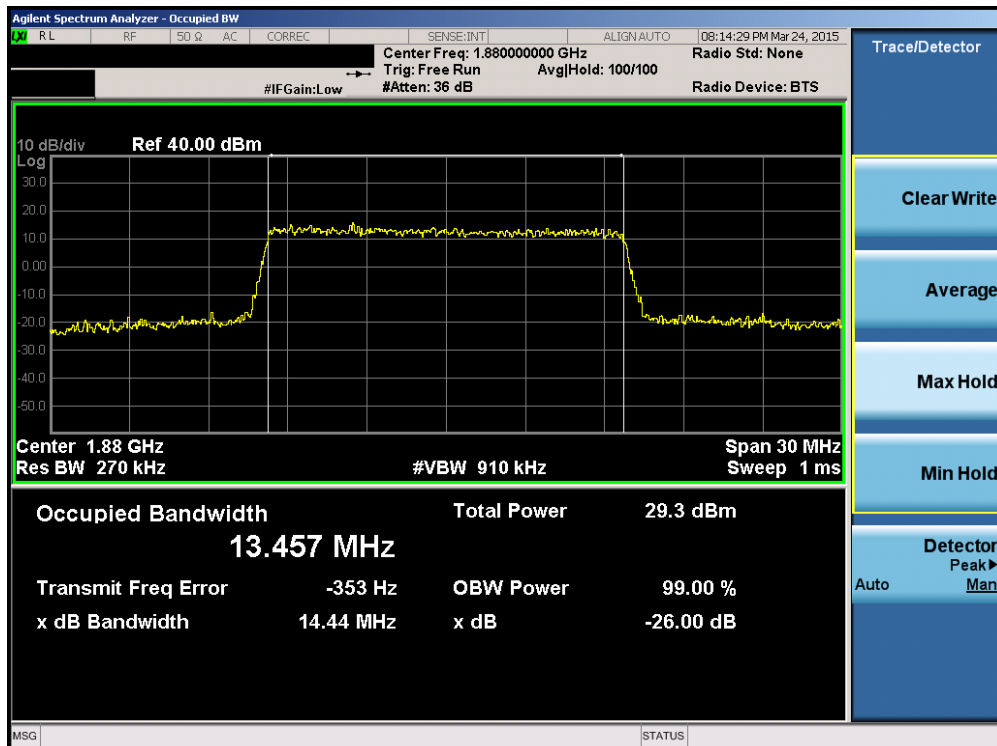 Agilent Spectrum Analyzer - Occupied BW
LXI RL RF 50 Ω AC CORREC SENSE:INT ALIGN AUTO 08:14:29 PM Mar 24, 2015
Center Freq: 1.880000000 GHz Radio Std: None
Trig: Free Run Avg|Hold: 100/100
#IFGain:Low #Atten: 36 dB Radio Device: BTS
10 dB/div Ref 40.00 dBm
Log
30.0
20.0
10.0
0.00
-10.0
-20.0
-30.0
-40.0
-50.0
Center 1.88 GHz Span 30 MHz
Res BW 270 kHz #VBW 910 kHz Sweep 1 ms
Occupied Bandwidth Total Power 29.3 dBm
13.457 MHz
Transmit Freq Error -353 Hz OBW Power 99.00 %
x dB Bandwidth 14.44 MHz x dB -26.00 dB
MSG STATUS
Trace/Detector
Clear Write
Average
Max Hold
Min Hold
Detector
Peak▶
Auto Man